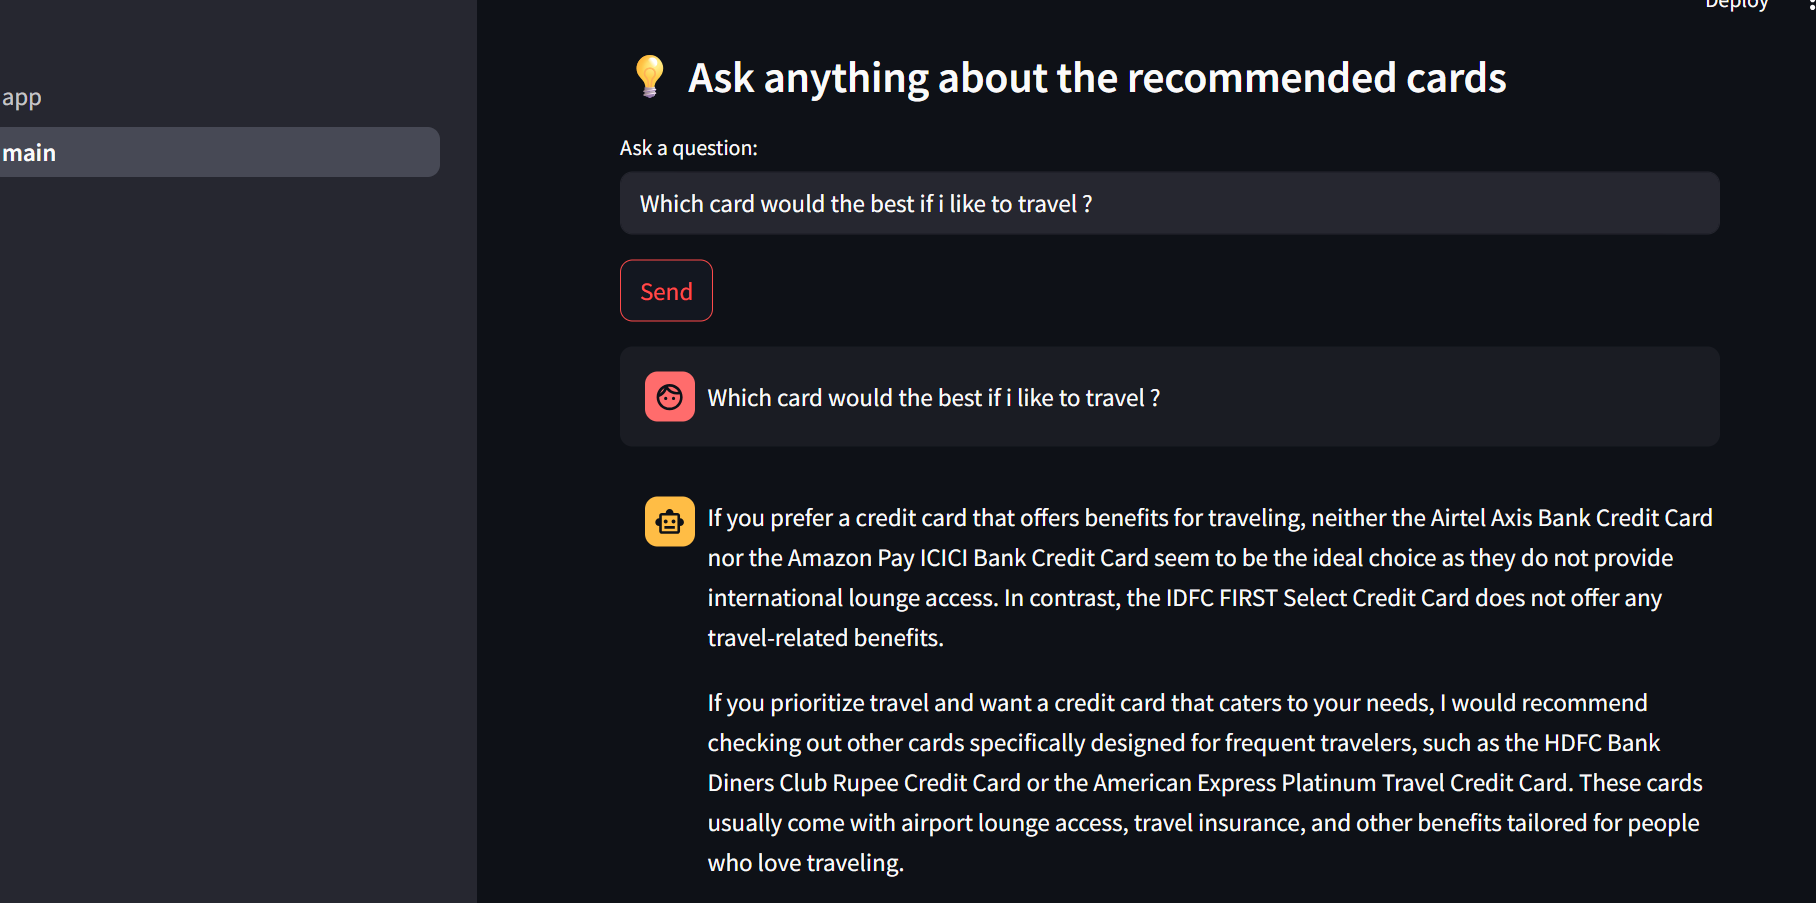 Deploy
app
main
Ask anything about the recommended cards
Ask a question:
Which card would the best if i like to travel ?
Send
Which card would the best if i like to travel ?
If you prefer a credit card that offers benefits for traveling, neither the Airtel Axis Bank Credit Card
nor the Amazon Pay ICICI Bank Credit Card seem to be the ideal choice as they do not provide
international lounge access. In contrast, the IDFC FIRST Select Credit Card does not offer any
travel-related benefits.
If you prioritize travel and want a credit card that caters to your needs, I would recommend
checking out other cards specifically designed for frequent travelers, such as the HDFC Bank
Diners Club Rupee Credit Card or the American Express Platinum Travel Credit Card. These cards
usually come with airport lounge access, travel insurance, and other benefits tailored for people
who love traveling.